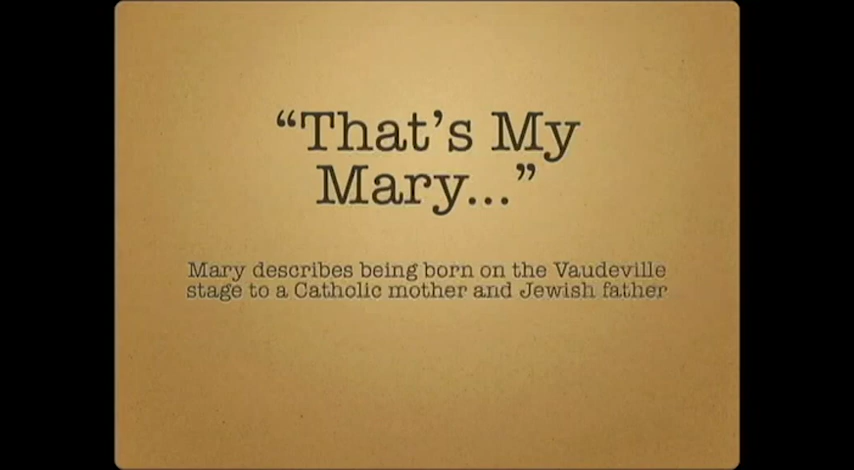 “That’s My
Mary...”
Mary describes being born on the Vaudeville
stage to a Catholic mother and Jewish father